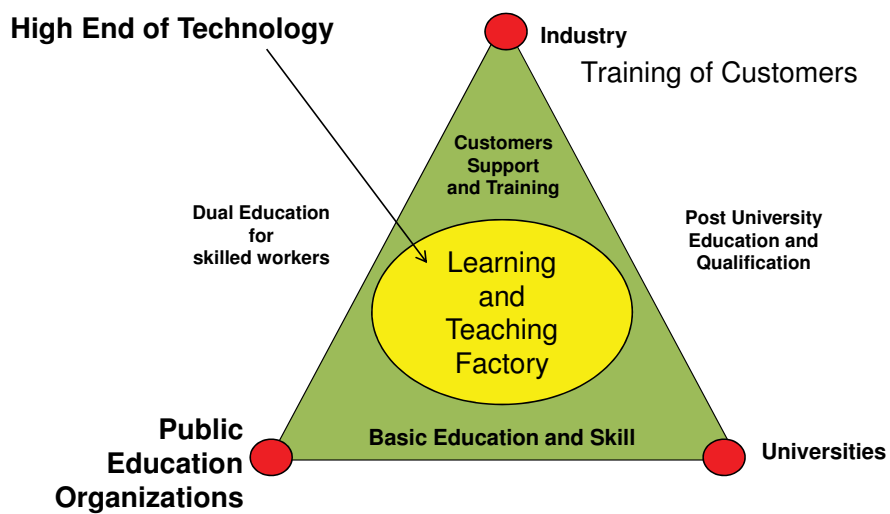 High End of Technology
Industry
Training of Customers
Customers
Support
and Training
Dual Education
for
skilled workers
Post University
Education and
Qualification
Learning
and
Teaching
Factory
Public
Education
Organizations
Basic Education and Skill
Universities